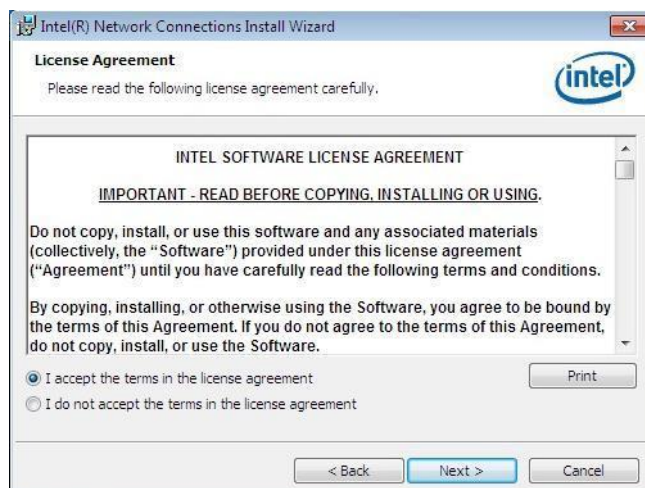 Intel(R) Network Connections Install Wizard
License Agreement
Please read the following license agreement carefully.
intel
INTEL SOFTWARE LICENSE AGREEMENT
IMPORTANT - READ BEFORE COPYING, INSTALLING OR USING.
Do not copy, install, or use this software and any associated materials
(collectively, the “Software”) provided under this license agreement
(“Agreement”) until you have carefully read the following terms and conditions.
By copying, installing, or otherwise using the Software, you agree to be bound by
the terms of this Agreement. If you do not agree to the terms of this Agreement,
do not copy, install, or use the Software.
I accept the terms in the license agreement
Print
I do not accept the terms in the license agreement
< Back
Next >
Cancel